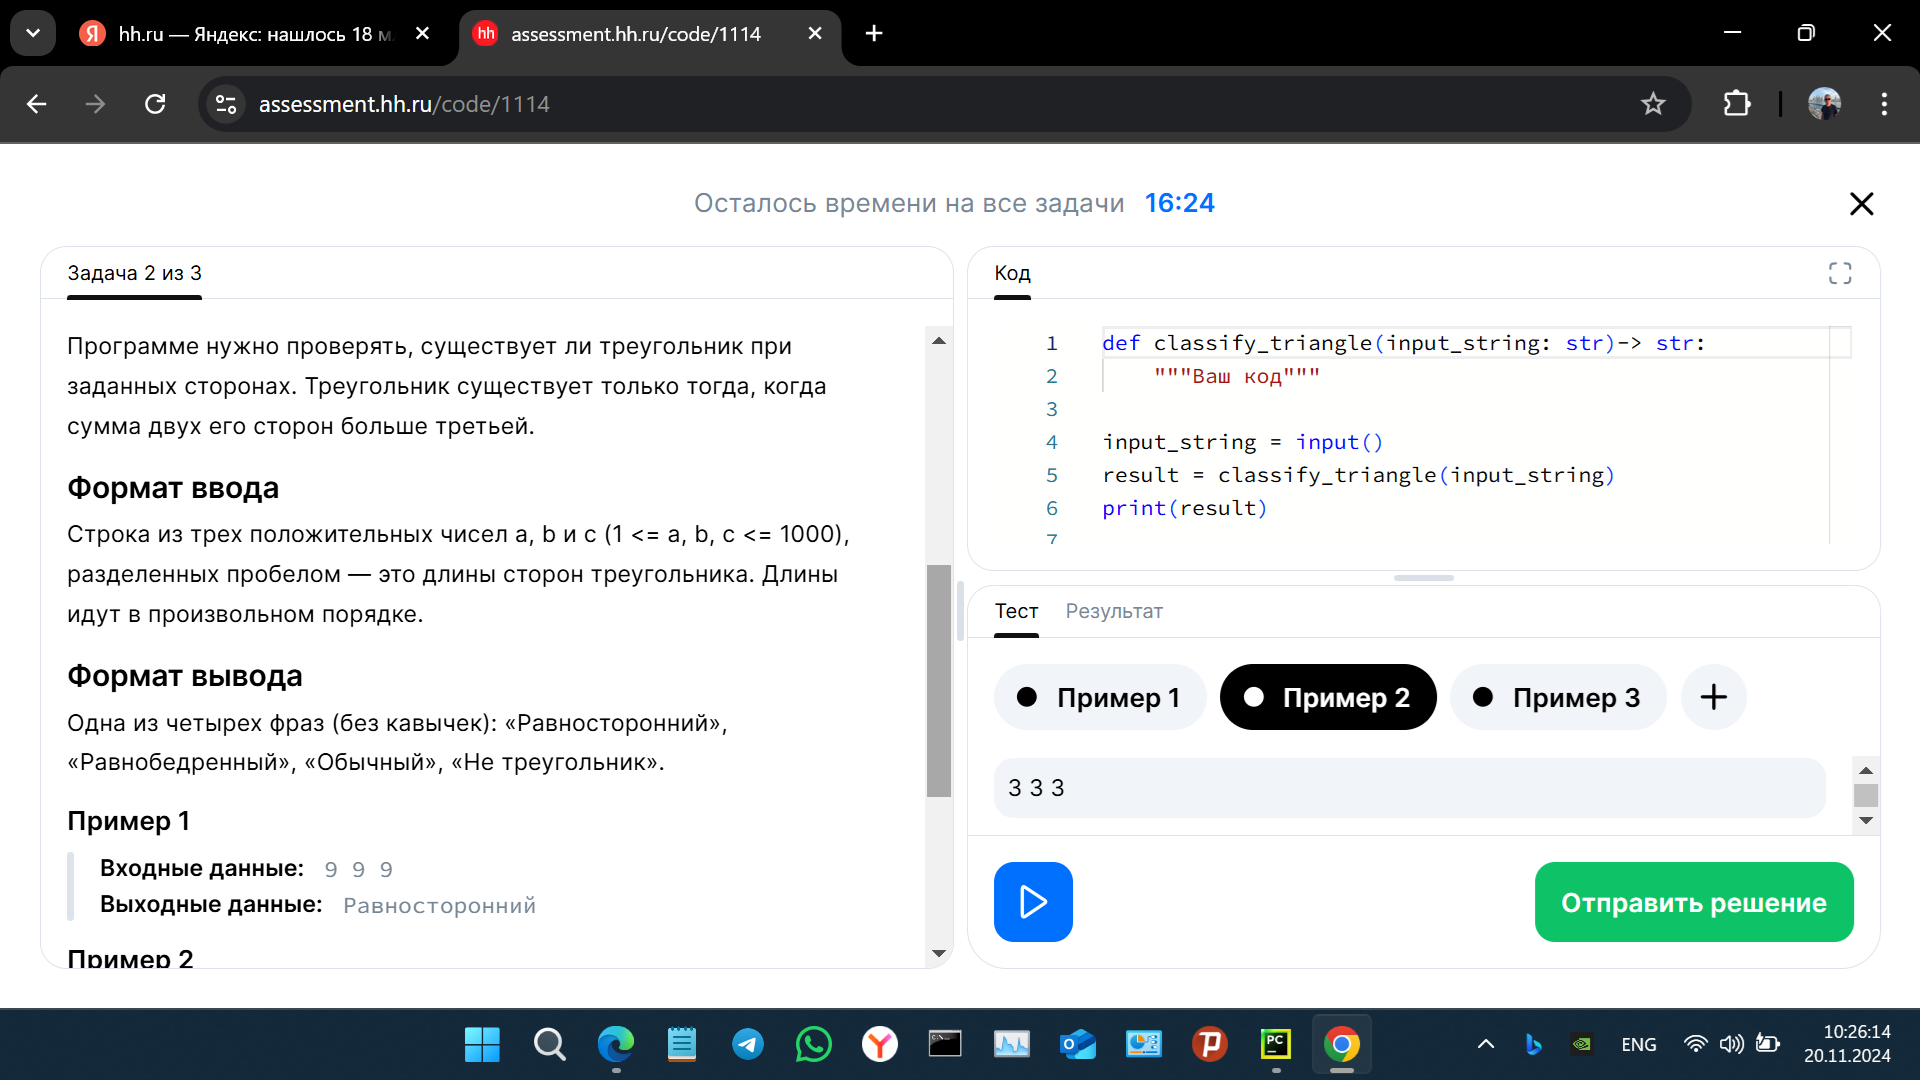 hh.ru — Яндекс: нашлось 18 м
hh
assessment.hh.ru/code/1114
assessment.hh.ru/code/1114
Осталось времени на все задачи 16:24
Задача 2 из 3
Программе нужно проверять, существует ли треугольник при
заданных сторонах. Треугольник существует только тогда, когда
сумма двух его сторон больше третьей.
Формат ввода
Строка из трех положительных чисел a, b и c (1 <= a, b, c <= 1000),
разделенных пробелом — это длины сторон треугольника. Длины
идут в произвольном порядке.
Формат вывода
Одна из четырех фраз (без кавычек): «Равносторонний»,
«Равнобедренный», «Обычный», «Не треугольник».
Пример 1
Входные данные: 9 9 9
Выходные данные: Равносторонний
Пример 2
Код
1 def classify_triangle(input_string: str)-> str:
2 """Ваш код"""
3
4 input_string = input()
5 result = classify_triangle(input_string)
6 print(result)
7
Тест Результат
Пример 1 Пример 2 Пример 3
3 3 3
Отправить решение
PC
ENG
10:26:14
20.11.2024